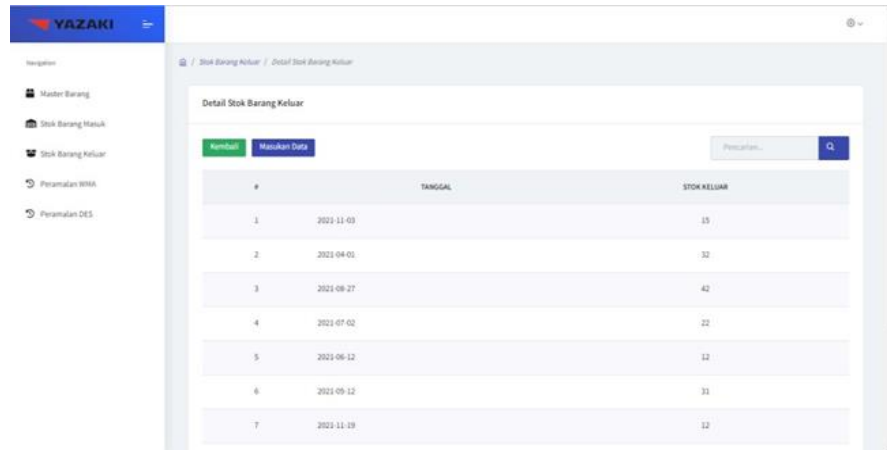 YAZAKI
Navigation
/ Stok Barang Keluar / Detail Stok Barang Keluar
Master Barang
Stok Barang Masuk
Stok Barang Keluar
Peramalan WMA
Peramalan DES
Detail Stok Barang Keluar
Kembali Masukan Data Pencarian...
# TANGGAL STOK KELUAR
1 2021-11-03 15
2 2021-04-01 32
3 2021-08-27 42
4 2021-07-02 22
5 2021-06-12 12
6 2021-05-12 31
7 2021-11-19 12